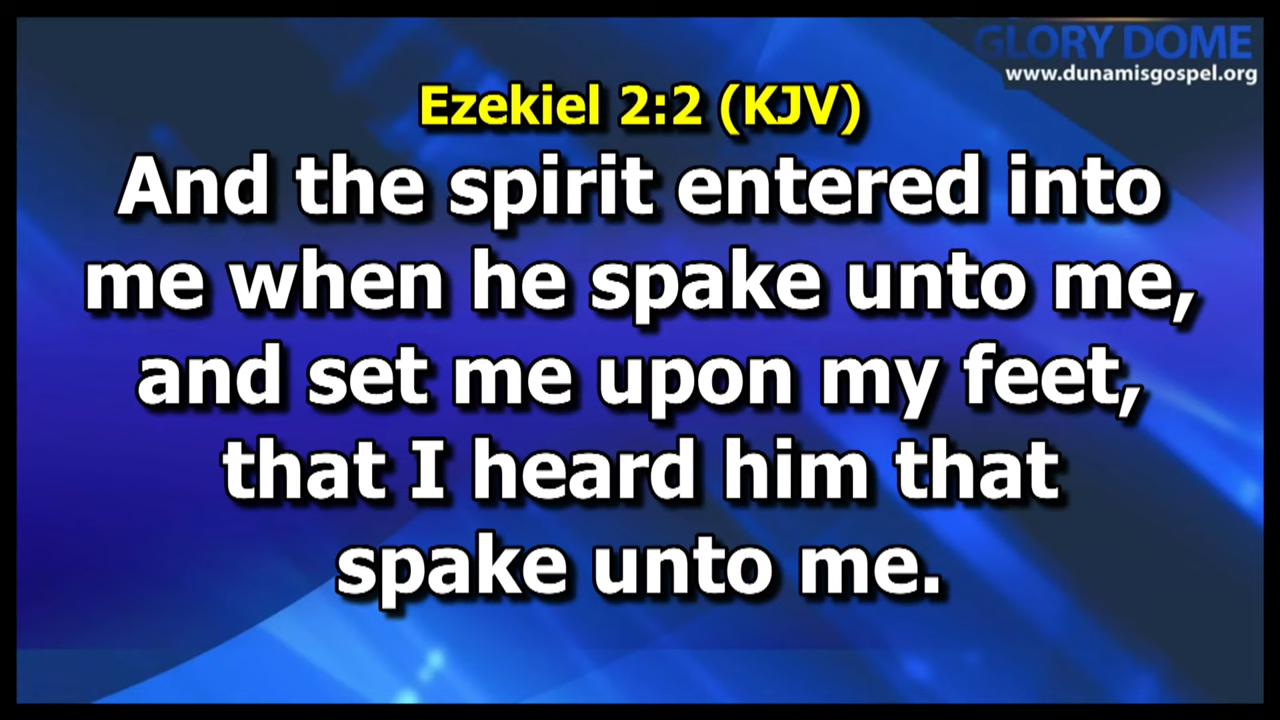 GLORY DOME
www.dunamisgospel.org
Ezekiel 2:2 (KJV)
And the spirit entered into
me when he spake unto me,
and set me upon my feet,
that I heard him that
spake unto me.